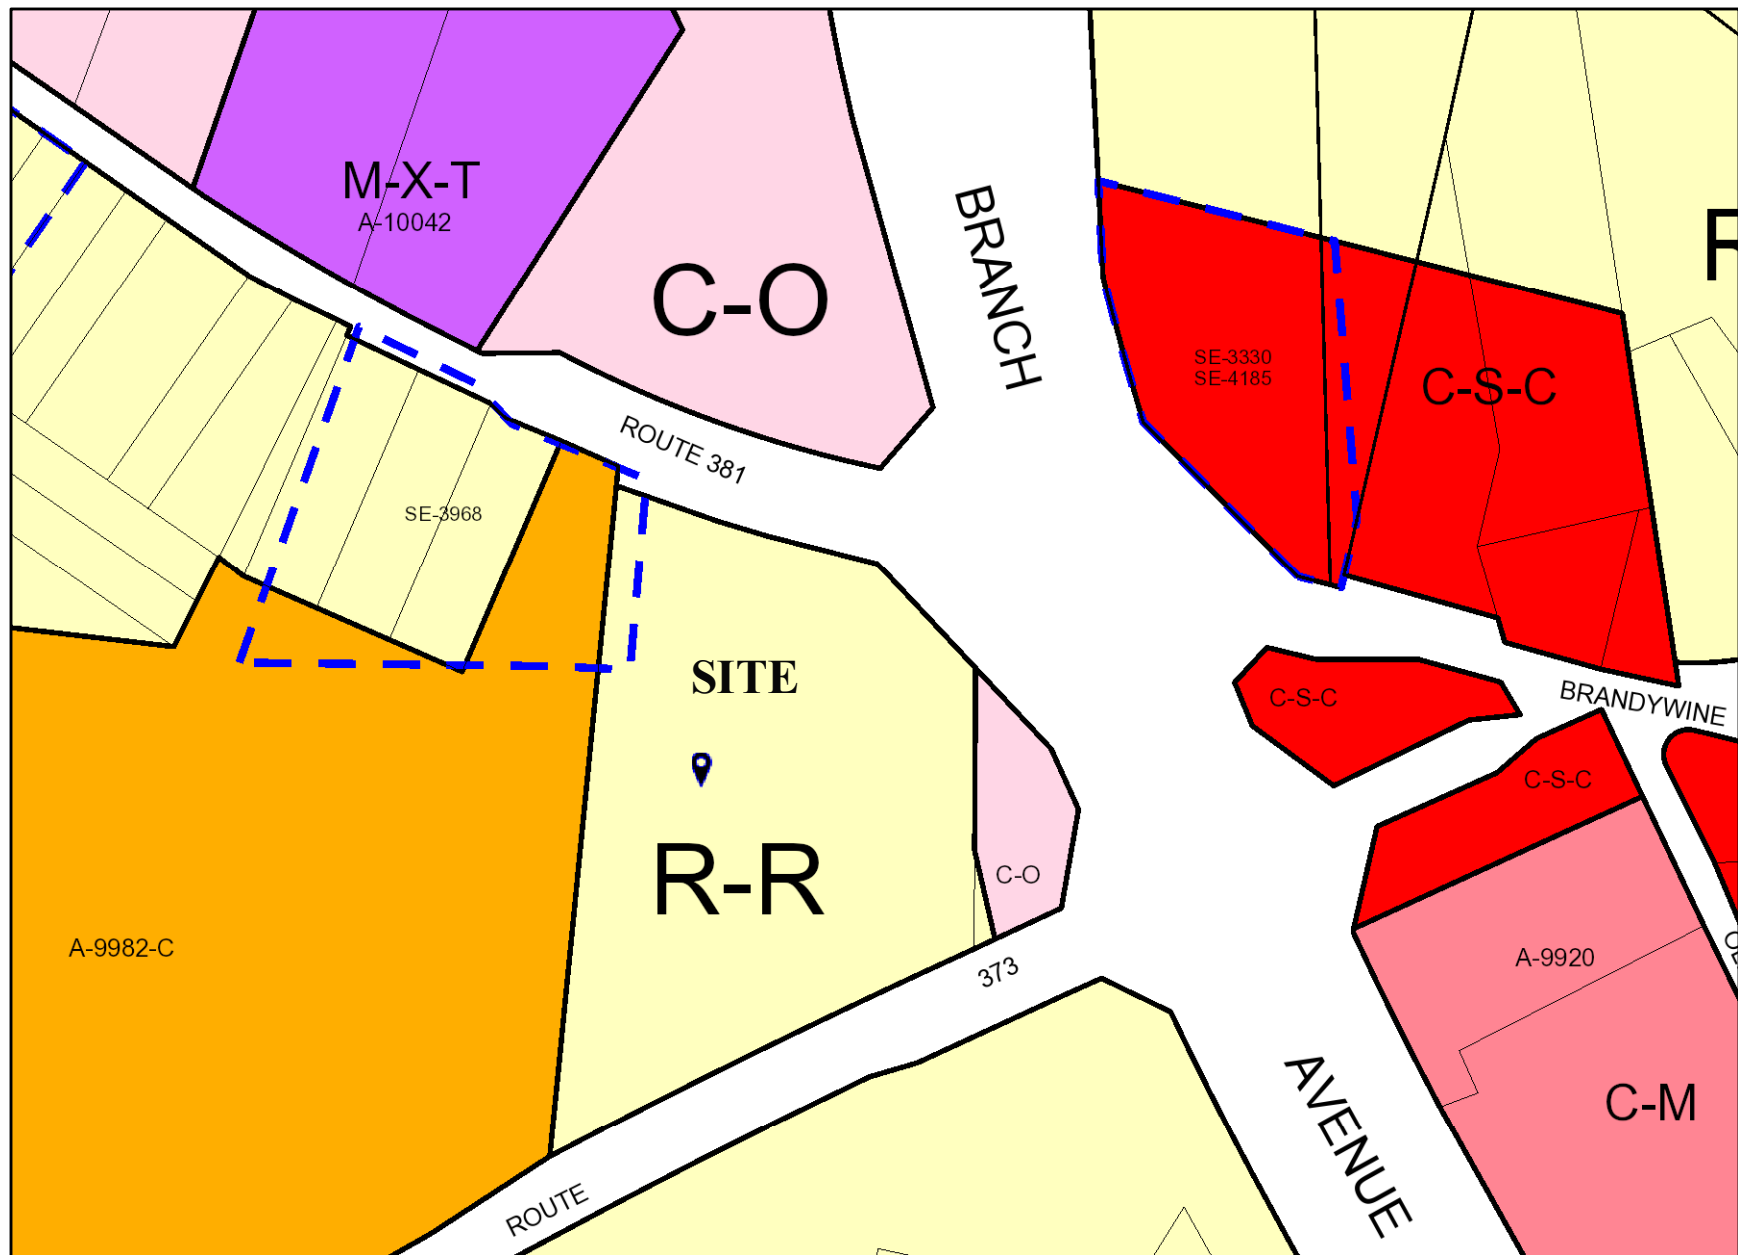 M-X-T
A-10042
C-O
BRANCH
R
SE-3330
SE-4185
C-S-C
ROUTE 381
SE-3968
SITE
C-S-C
BRANDYWINE
C-S-C
R-R
C-O
A-9982-C
373
A-9920
C-M
AVENUE
ROUTE